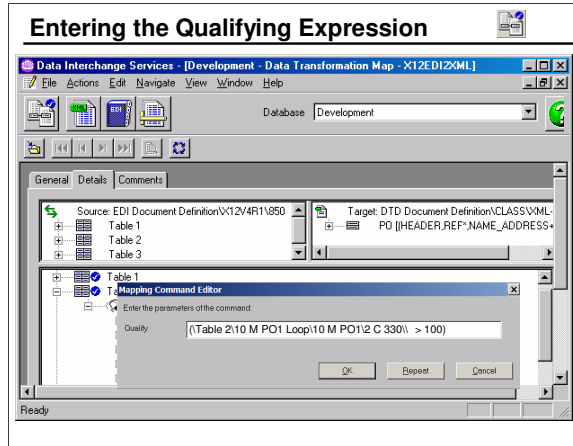 Entering the Qualifying Expression
Data Interchange Services - [Development - Data Transformation Map - X12EDI2XML]
File Actions Edit Navigate View Window Help
Database Development
General Details Comments
Source: EDI Document Definition\X12V4R1\850
Table 1
Table 2
Table 3
Target: DTD Document Definition\CLASS\XML-
PO [(HEADER,REF*,NAME_ADDRESS+
Table 1
Ta
Mapping Command Editor
Enter the parameters of the command:
Qualify (\Table 2\10 M PO1 Loop\10 M PO1\2 C 330\\ > 100)
OK Repeat Cancel
Ready